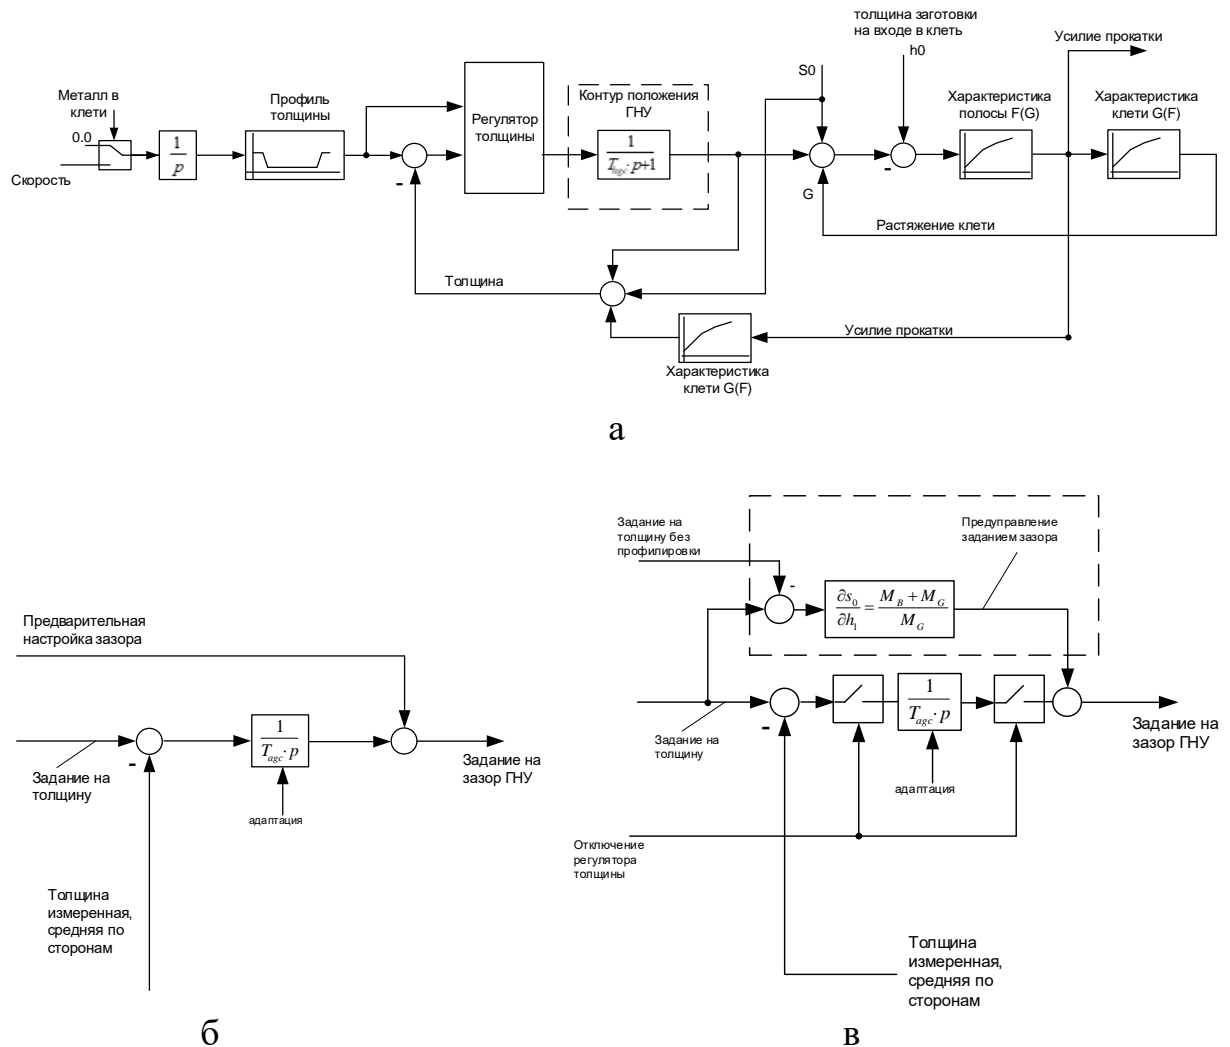 толщина заготовки
на входе в клеть
h0
Усилие прокатки
S0
Металл в
клети
0.0
Скорость
1
p
Профиль
толщины
-
Регулятор
толщины
Контур положения
ГНУ
1
Tagc·p+1
G
-
Характеристика
полосы F(G)
Характеристика
клети G(F)
Растяжение клети
Толщина
Усилие прокатки
Характеристика
клети G(F)
а
Предварительная
настройка зазора
Задание на
толщину
-
1
Tagc·p
адаптация
Задание на
зазор ГНУ
Толщина
измеренная,
средняя по
сторонам
б
Задание на
толщину без
профилировки
-
∂s0/∂h1 = (MB + MG)/MG
Предуправление
заданием зазора
Задание на
толщину
-
1
Tagc·p
адаптация
Задание на
зазор ГНУ
Отключение
регулятора
толщины
Толщина
измеренная,
средняя по
сторонам
в